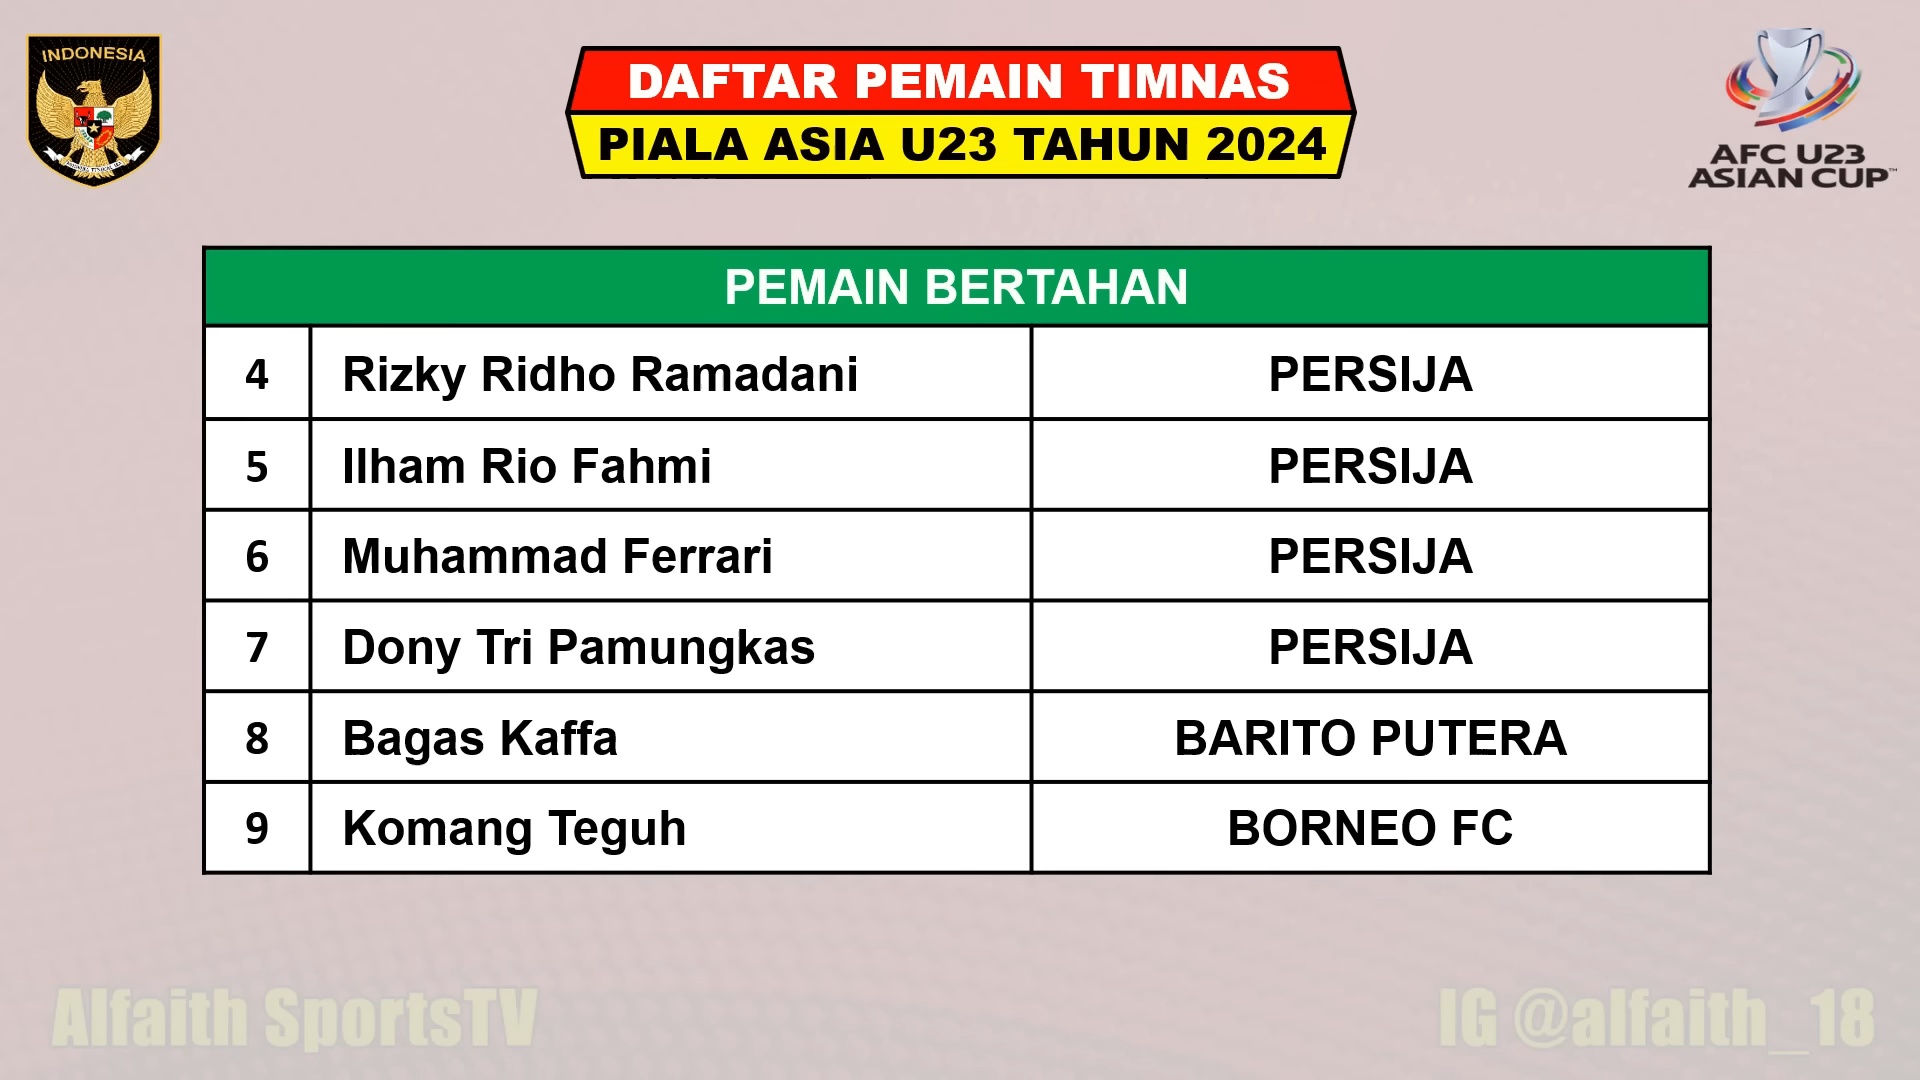 INDONESIA
DAFTAR PEMAIN TIMNAS
PIALA ASIA U23 TAHUN 2024
AFC U23
ASIAN CUP™
PEMAIN BERTAHAN
4 Rizky Ridho Ramadani PERSIJA
5 Ilham Rio Fahmi PERSIJA
6 Muhammad Ferrari PERSIJA
7 Dony Tri Pamungkas PERSIJA
8 Bagas Kaffa BARITO PUTERA
9 Komang Teguh BORNEO FC
Alfaith SportsTV IG @alfaith_18